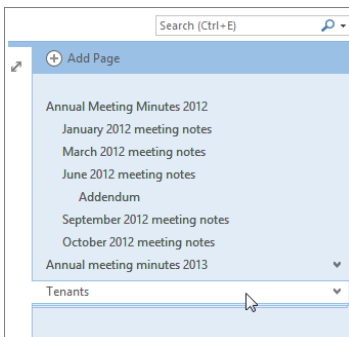 Search (Ctrl+E)
Add Page
Annual Meeting Minutes 2012
January 2012 meeting notes
March 2012 meeting notes
June 2012 meeting notes
Addendum
September 2012 meeting notes
October 2012 meeting notes
Annual meeting minutes 2013
Tenants